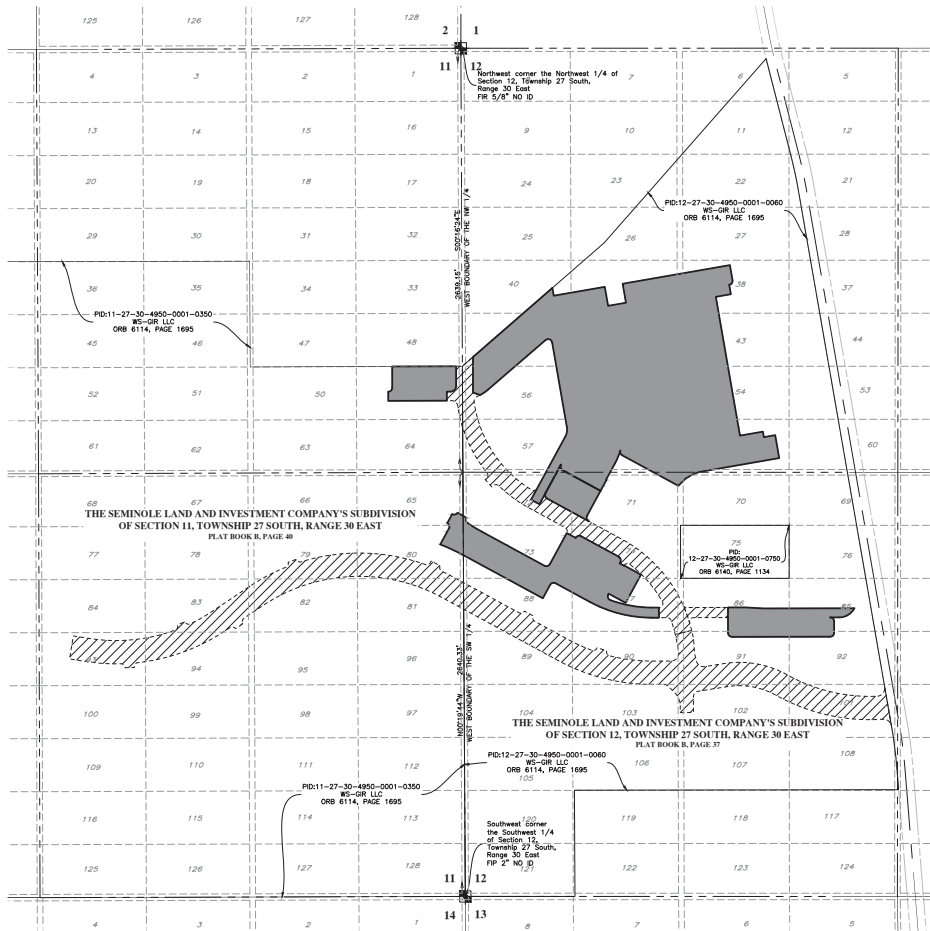 125 126 127 128
2 1
11 12
Northwest corner the Northwest 1/4 of
Section 12, Township 27 South,
Range 30 East
FIR 5/8" NO ID
4 3 2 1 7 6 5
13 14 15 16 9 10 11 12
20 19 18 17 24 23 22 21
PID:12-27-30-4950-0001-0060
WS-GIR LLC
ORB 6114, PAGE 1695
29 30 31 32 25 26 27 28
2639.15' S00°16'24"E
WEST BOUNDARY OF THE NW 1/4
36 35 34 33 40 38 37
PID:11-27-30-4950-0001-0350
WS-GIR LLC
ORB 6114, PAGE 1695
45 46 47 48 43 44
52 51 50 56 54 53
61 62 63 64 57 60
68 67 66 65 71 70 69
THE SEMINOLE LAND AND INVESTMENT COMPANY'S SUBDIVISION
OF SECTION 11, TOWNSHIP 27 SOUTH, RANGE 30 EAST
PLAT BOOK B, PAGE 40
77 78 79 80 73 75 76
PID:
12-27-30-4950-0001-0750
WS-GIR LLC
ORB 6140, PAGE 1134
84 83 82 81 88 87 86 85
93 94 95 96 89 90 91 92
N00°19'44"W 2640.33'
WEST BOUNDARY OF THE SW 1/4
100 99 98 97 104 103 102 101
THE SEMINOLE LAND AND INVESTMENT COMPANY'S SUBDIVISION
OF SECTION 12, TOWNSHIP 27 SOUTH, RANGE 30 EAST
PLAT BOOK B, PAGE 37
109 110 111 112 105 106 107 108
PID:12-27-30-4950-0001-0060
WS-GIR LLC
ORB 6114, PAGE 1695
PID:11-27-30-4950-0001-0350
WS-GIR LLC
ORB 6114, PAGE 1695
116 115 114 113 120 119 118 117
Southwest corner
the Southwest 1/4
of Section 12,
Township 27 South,
Range 30 East
FIP 2" NO ID
125 126 127 128 121 122 123 124
11 12
14 13
4 3 2 1 8 7 6 5